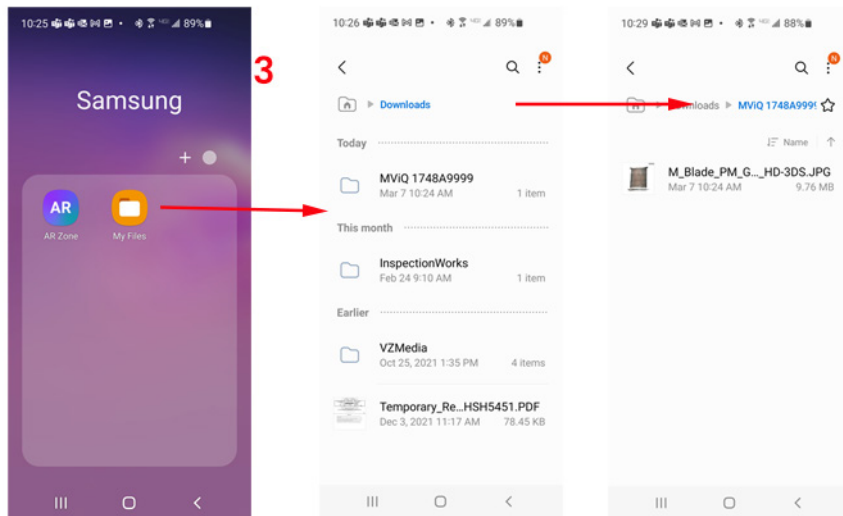 10:25 89%
Samsung
AR
AR Zone My Files
3
10:26 89%
N
Downloads
Today
MViQ 1748A9999
Mar 7 10:24 AM 1 item
This month
InspectionWorks
Feb 24 9:10 AM 1 item
Earlier
VZMedia
Oct 25, 2021 1:35 PM 4 items
Temporary_Re...HSH5451.PDF
Dec 3, 2021 11:17 AM 78.45 KB
10:29 88%
N
Downloads MViQ 1748A9999
Name
M_Blade_PM_G..._HD-3DS.JPG
Mar 7 10:24 AM 9.76 MB